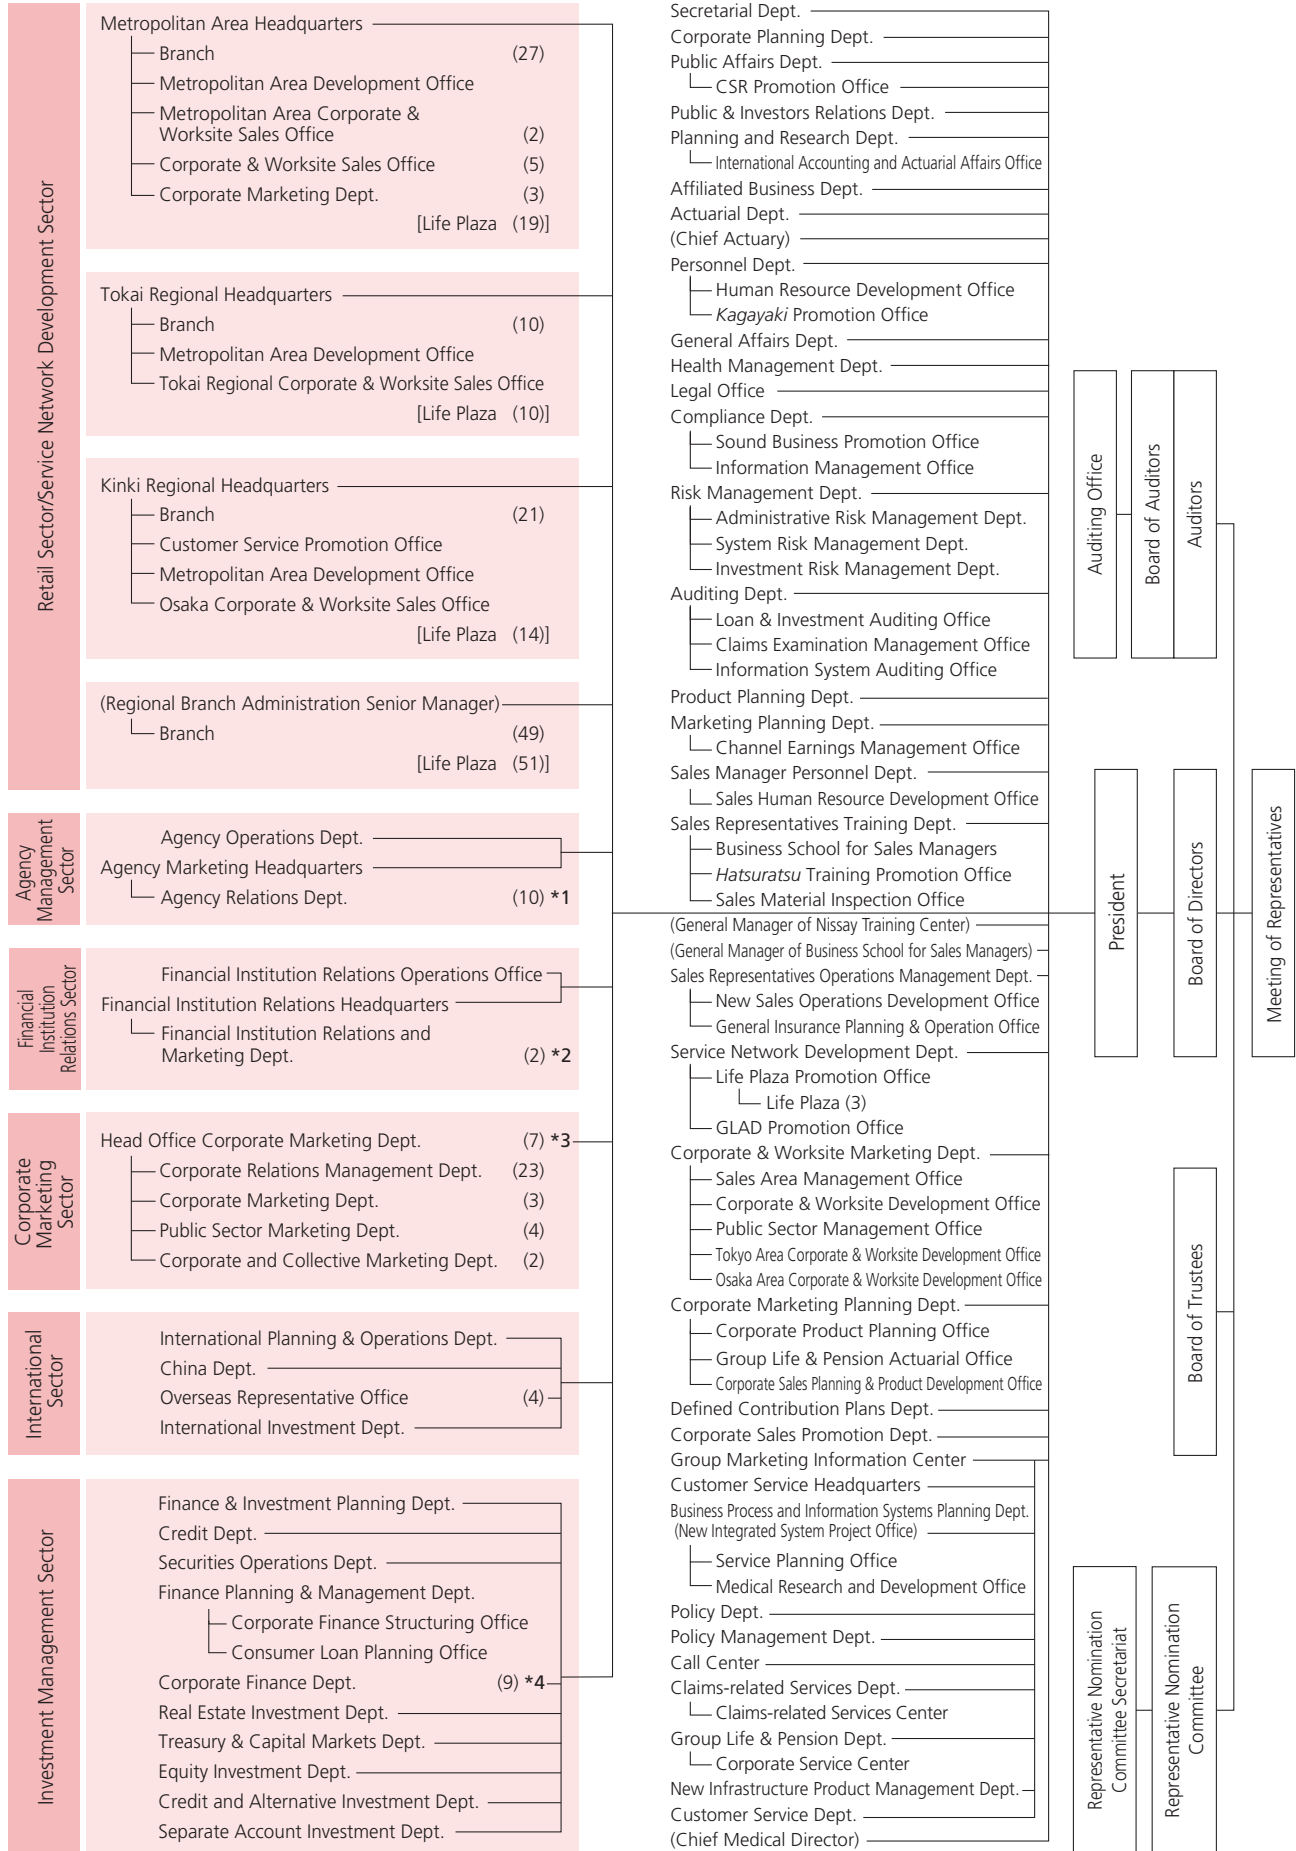 Retail Sector/Service Network Development Sector
Metropolitan Area Headquarters
Branch (27)
Metropolitan Area Development Office
Metropolitan Area Corporate &
Worksite Sales Office (2)
Corporate & Worksite Sales Office (5)
Corporate Marketing Dept. (3)
[Life Plaza (19)]
Tokai Regional Headquarters
Branch (10)
Metropolitan Area Development Office
Tokai Regional Corporate & Worksite Sales Office
[Life Plaza (10)]
Kinki Regional Headquarters
Branch (21)
Customer Service Promotion Office
Metropolitan Area Development Office
Osaka Corporate & Worksite Sales Office
[Life Plaza (14)]
(Regional Branch Administration Senior Manager)
Branch (49)
[Life Plaza (51)]
Agency
Management
Sector
Agency Operations Dept.
Agency Marketing Headquarters
Agency Relations Dept. (10) *1
Financial
Institution
Relations Sector
Financial Institution Relations Operations Office
Financial Institution Relations Headquarters
Financial Institution Relations and
Marketing Dept. (2) *2
Corporate
Marketing
Sector
Head Office Corporate Marketing Dept. (7) *3
Corporate Relations Management Dept. (23)
Corporate Marketing Dept. (3)
Public Sector Marketing Dept. (4)
Corporate and Collective Marketing Dept. (2)
International
Sector
International Planning & Operations Dept.
China Dept.
Overseas Representative Office (4)
International Investment Dept.
Investment Management Sector
Finance & Investment Planning Dept.
Credit Dept.
Securities Operations Dept.
Finance Planning & Management Dept.
Corporate Finance Structuring Office
Consumer Loan Planning Office
Corporate Finance Dept. (9) *4
Real Estate Investment Dept.
Treasury & Capital Markets Dept.
Equity Investment Dept.
Credit and Alternative Investment Dept.
Separate Account Investment Dept.
Secretarial Dept.
Corporate Planning Dept.
Public Affairs Dept.
CSR Promotion Office
Public & Investors Relations Dept.
Planning and Research Dept.
International Accounting and Actuarial Affairs Office
Affiliated Business Dept.
Actuarial Dept.
(Chief Actuary)
Personnel Dept.
Human Resource Development Office
Kagayaki Promotion Office
General Affairs Dept.
Health Management Dept.
Legal Office
Compliance Dept.
Sound Business Promotion Office
Information Management Office
Risk Management Dept.
Administrative Risk Management Dept.
System Risk Management Dept.
Investment Risk Management Dept.
Auditing Dept.
Loan & Investment Auditing Office
Claims Examination Management Office
Information System Auditing Office
Product Planning Dept.
Marketing Planning Dept.
Channel Earnings Management Office
Sales Manager Personnel Dept.
Sales Human Resource Development Office
Sales Representatives Training Dept.
Business School for Sales Managers
Hatsuratsu Training Promotion Office
Sales Material Inspection Office
(General Manager of Nissay Training Center)
(General Manager of Business School for Sales Managers)
Sales Representatives Operations Management Dept.
New Sales Operations Development Office
General Insurance Planning & Operation Office
Service Network Development Dept.
Life Plaza Promotion Office
Life Plaza (3)
GLAD Promotion Office
Corporate & Worksite Marketing Dept.
Sales Area Management Office
Corporate & Worksite Development Office
Public Sector Management Office
Tokyo Area Corporate & Worksite Development Office
Osaka Area Corporate & Worksite Development Office
Corporate Marketing Planning Dept.
Corporate Product Planning Office
Group Life & Pension Actuarial Office
Corporate Sales Planning & Product Development Office
Defined Contribution Plans Dept.
Corporate Sales Promotion Dept.
Group Marketing Information Center
Customer Service Headquarters
Business Process and Information Systems Planning Dept.
(New Integrated System Project Office)
Service Planning Office
Medical Research and Development Office
Policy Dept.
Policy Management Dept.
Call Center
Claims-related Services Dept.
Claims-related Services Center
Group Life & Pension Dept.
Corporate Service Center
New Infrastructure Product Management Dept.
Customer Service Dept.
(Chief Medical Director)
Auditing Office
Board of Auditors
Auditors
President
Board of Directors
Meeting of Representatives
Board of Trustees
Representative Nomination
Committee Secretariat
Representative Nomination
Committee